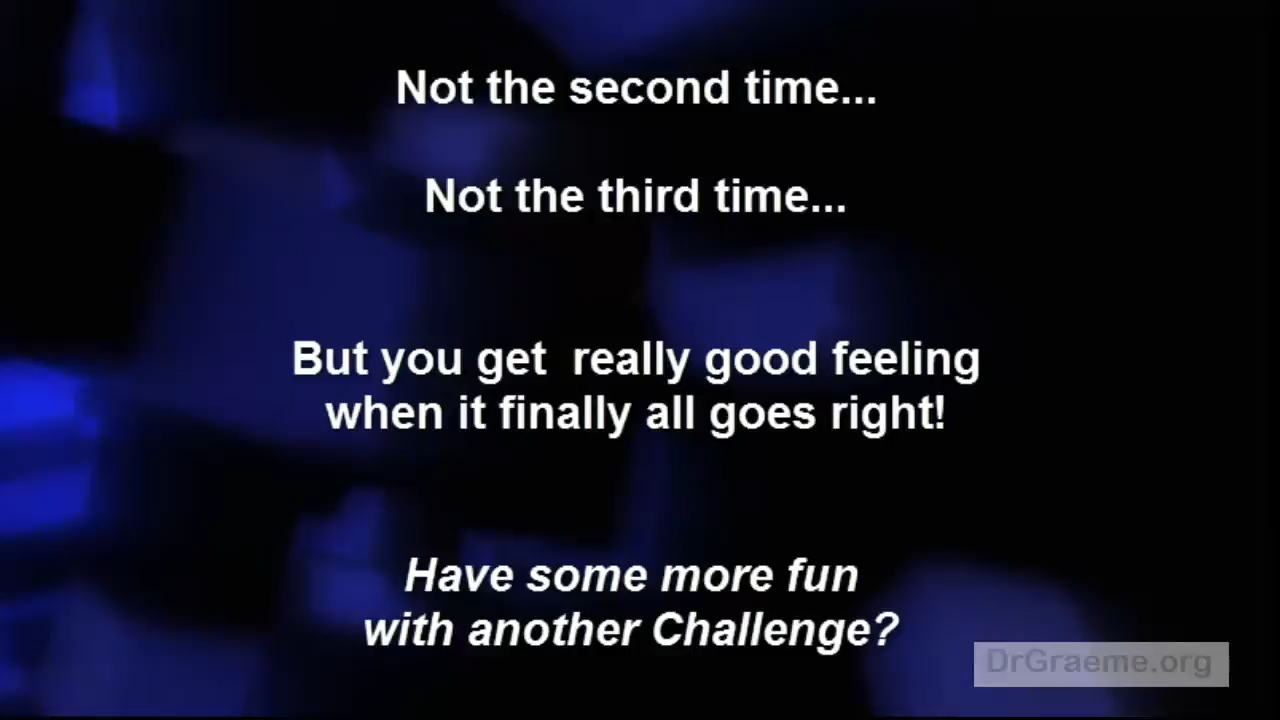 Not the second time...
Not the third time...
But you get  really good feeling
when it finally all goes right!
Have some more fun
with another Challenge?
DrGraeme.org